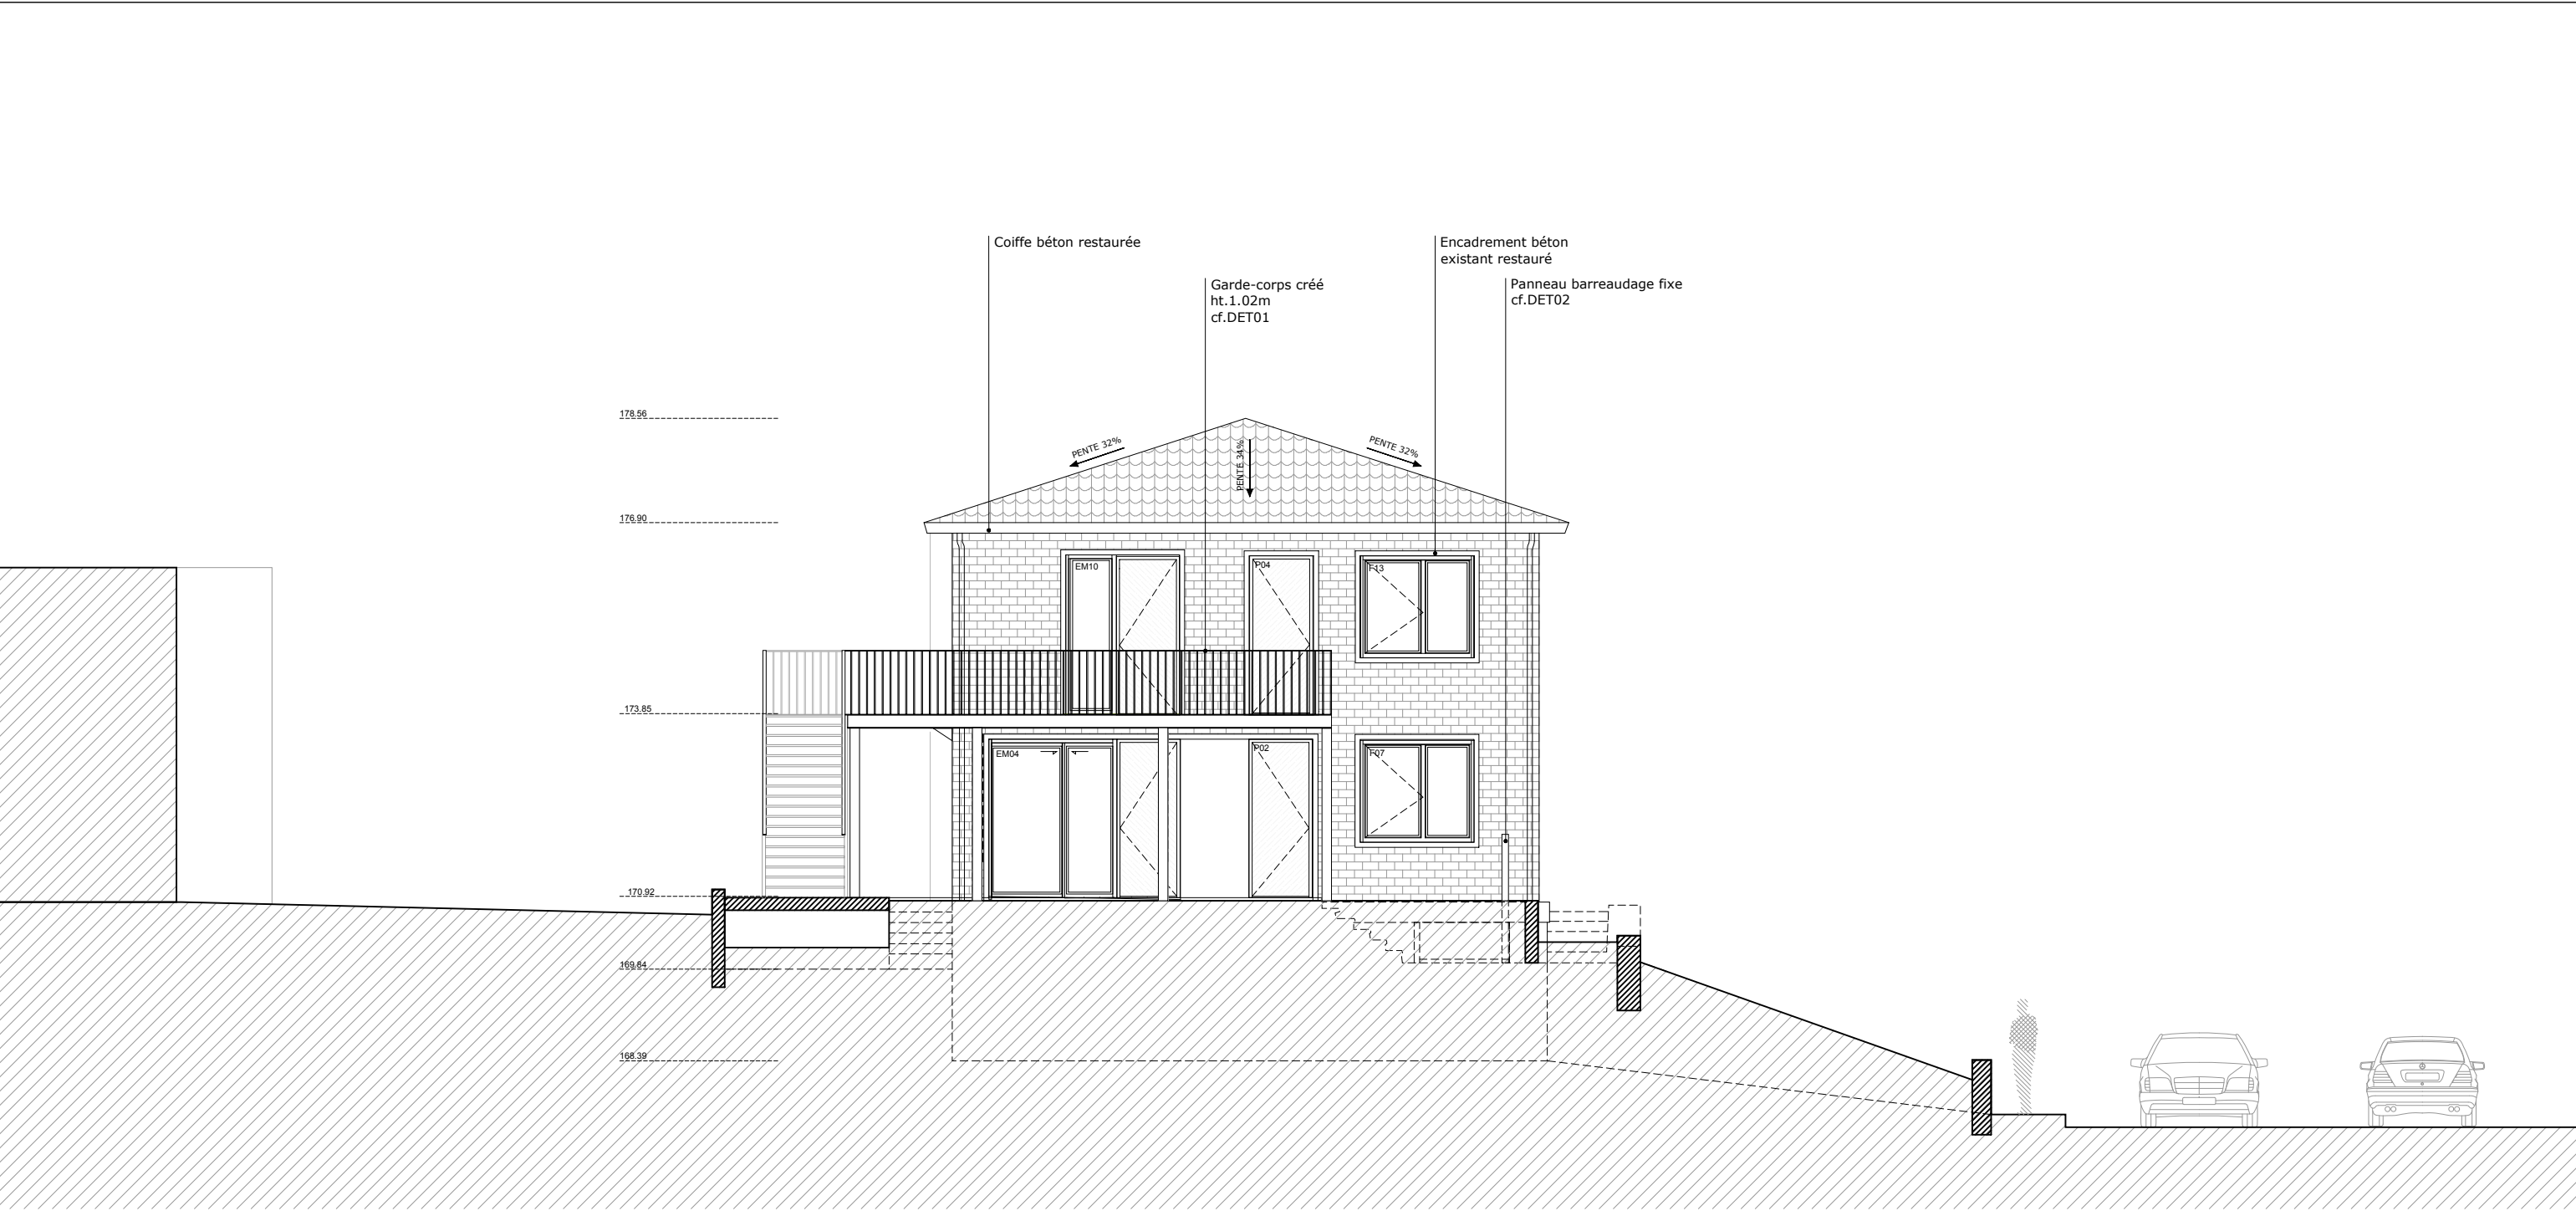 Coiffe béton restaurée
Encadrement béton
existant restauré
Garde-corps créé
ht.1.02m
cf.DET01
Panneau barreaudage fixe
cf.DET02
178.56
PENTE 32%
PENTE 34%
PENTE 32%
176.90
EM10
P04
F13
173.85
EM04
P02
F07
170.92
169.84
168.39